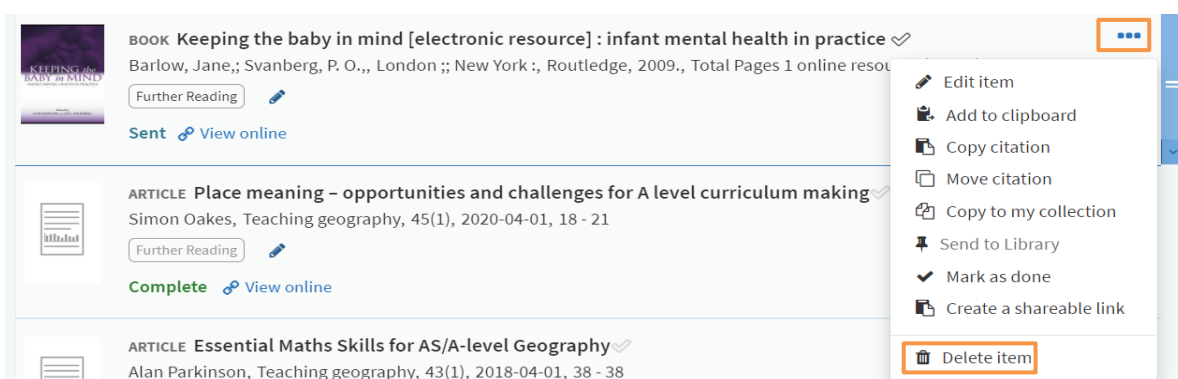 BOOK Keeping the baby in mind [electronic resource] : infant mental health in practice
Barlow, Jane,; Svanberg, P. O.,, London ;; New York :, Routledge, 2009., Total Pages 1 online
Further Reading
Sent View online
KEEPING the
BABY in MIND
ARTICLE Place meaning – opportunities and challenges for A level curriculum making
Simon Oakes, Teaching geography, 45(1), 2020-04-01, 18 - 21
Further Reading
Complete View online
ARTICLE Essential Maths Skills for AS/A-level Geography
Alan Parkinson, Teaching geography, 43(1), 2018-04-01, 38 - 38
Edit item
Add to clipboard
Copy citation
Move citation
Copy to my collection
Send to Library
Mark as done
Create a shareable link
Delete item